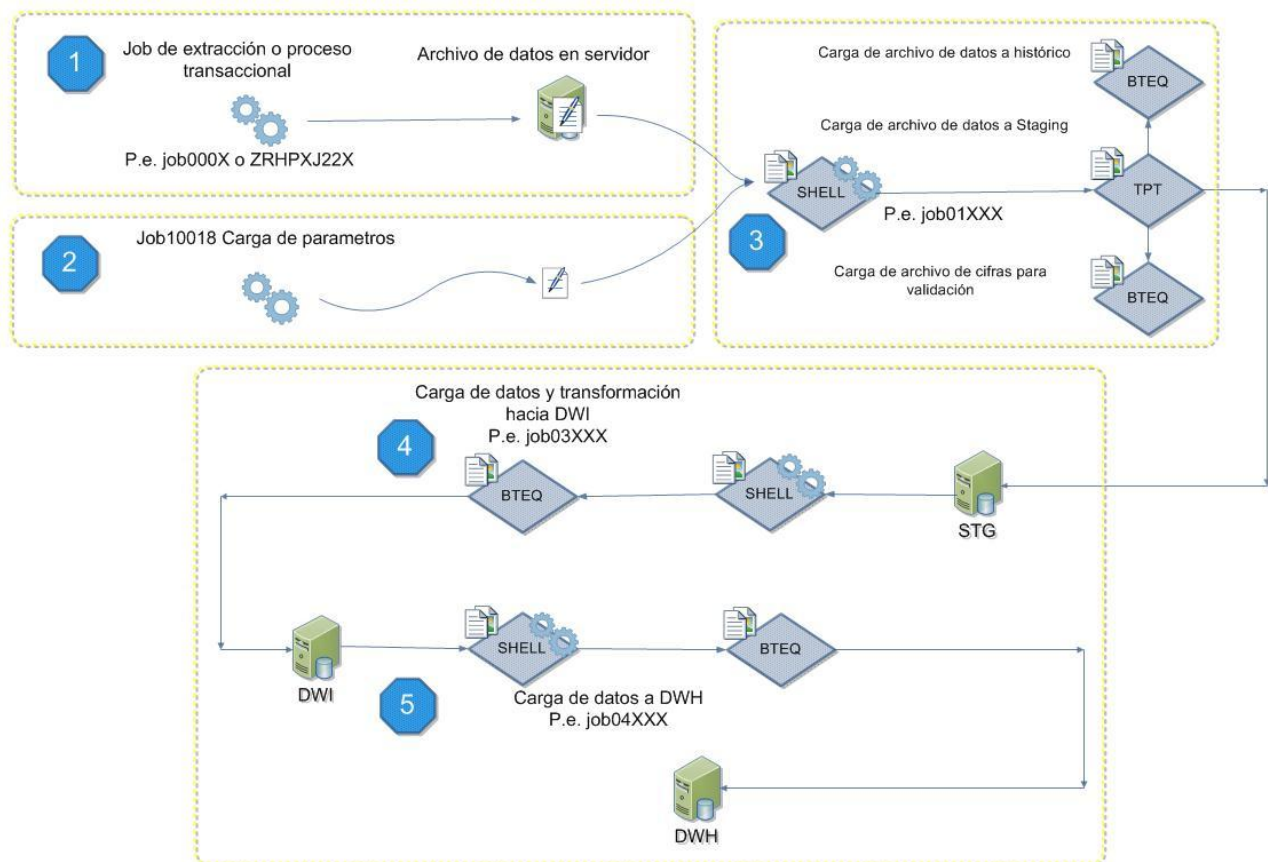 1
Job de extracción o proceso
transaccional
Archivo de datos en servidor
P.e. job000X o ZRHPXJ22X
2
Job10018 Carga de parametros
Carga de archivo de datos a histórico
BTEQ
Carga de archivo de datos a Staging
SHELL
TPT
P.e. job01XXX
3
Carga de archivo de cifras para
validación
BTEQ
Carga de datos y transformación
hacia DWI
P.e. job03XXX
4
BTEQ
SHELL
STG
DWI
SHELL
BTEQ
5
Carga de datos a DWH
P.e. job04XXX
DWH